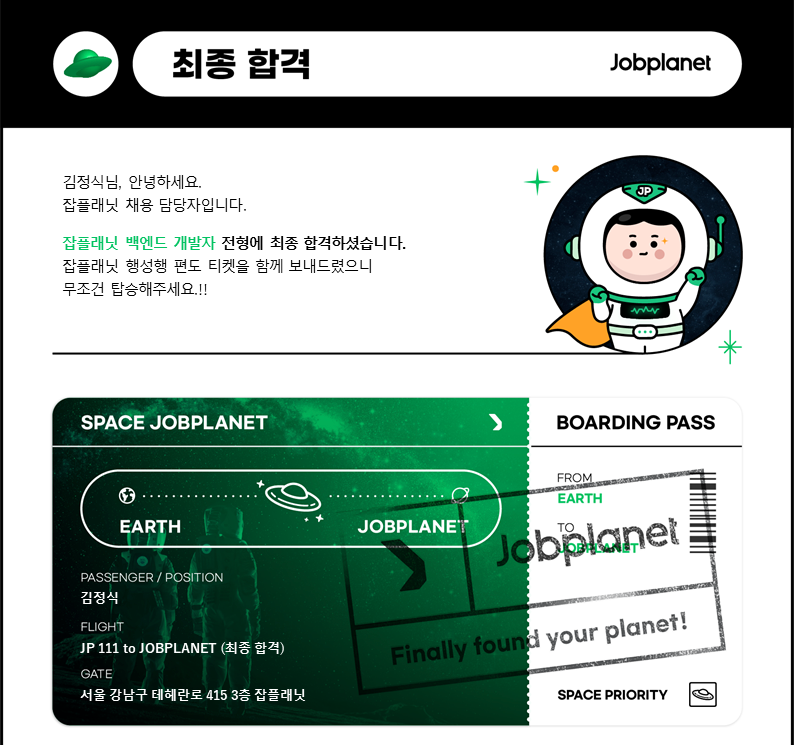 최종 합격
Jobplanet
김정식님, 안녕하세요.
잡플래닛 채용 담당자입니다.
잡플래닛 백엔드 개발자 전형에 최종 합격하셨습니다.
잡플래닛 행성행 편도 티켓을 함께 보내드렸으니
무조건 탑승해주세요.!!
JP
SPACE JOBPLANET
BOARDING PASS
EARTH
JOBPLANET
PASSENGER / POSITION
김정식
FLIGHT
JP 111 to JOBPLANET (최종 합격)
GATE
서울 강남구 테헤란로 415 3층 잡플래닛
FROM
EARTH
TO
JOBPLANET
Jobplanet
Finally found your planet!
SPACE PRIORITY